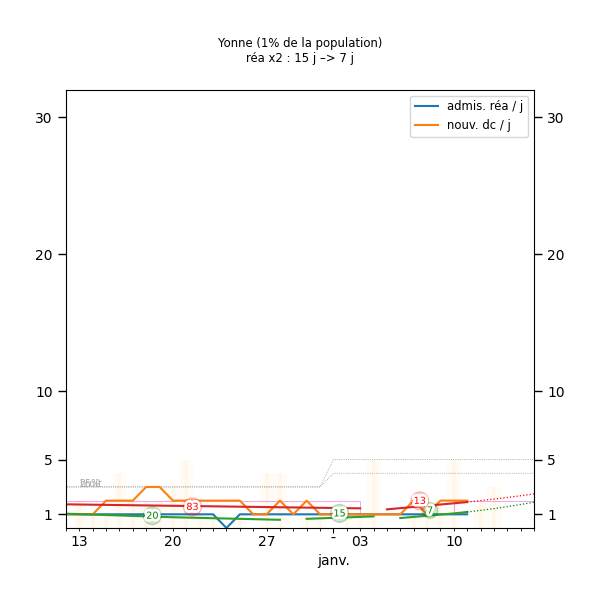 Yonne (1% de la population)
réa x2 : 15 j –> 7 j
admis. réa / j
nouv. dc / j
30 30
20 20
10 10
5 5
83
13
20
15
7
1 1
13 20 27 - 03 10
janv.